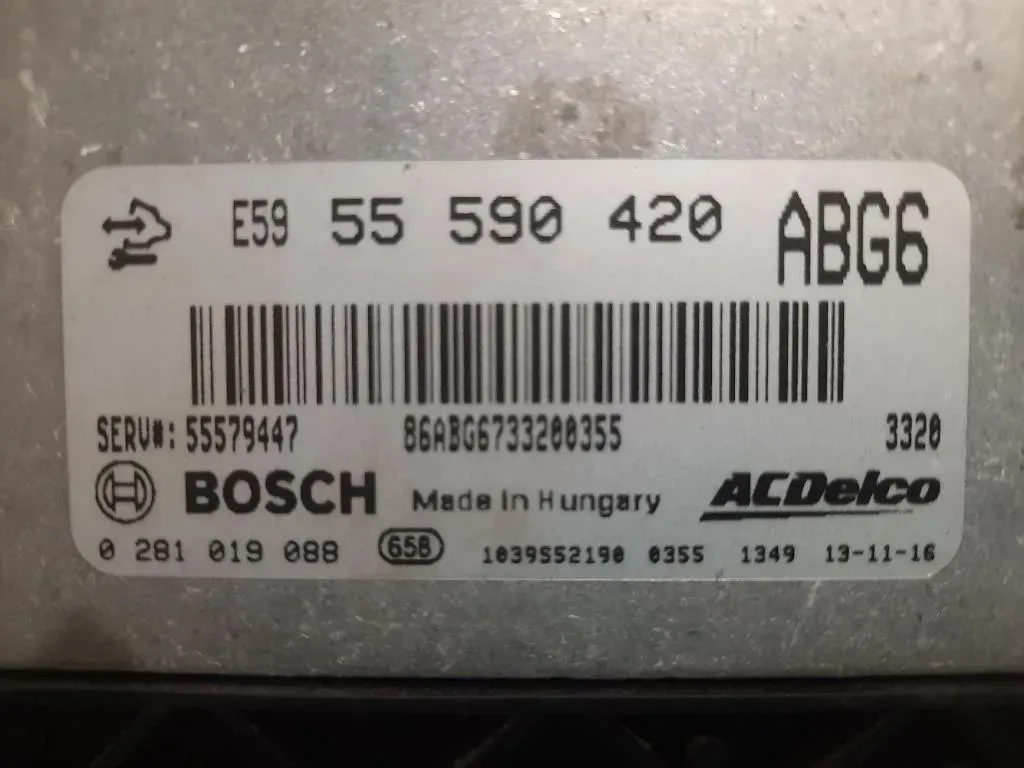 E59 55 590 420 ABG6
SERV#: 55579447 86ABG6733200355 3320
BOSCH Made in Hungary ACDelco
0 281 019 088 65B 1039S52190 0355 1349 13-11-16